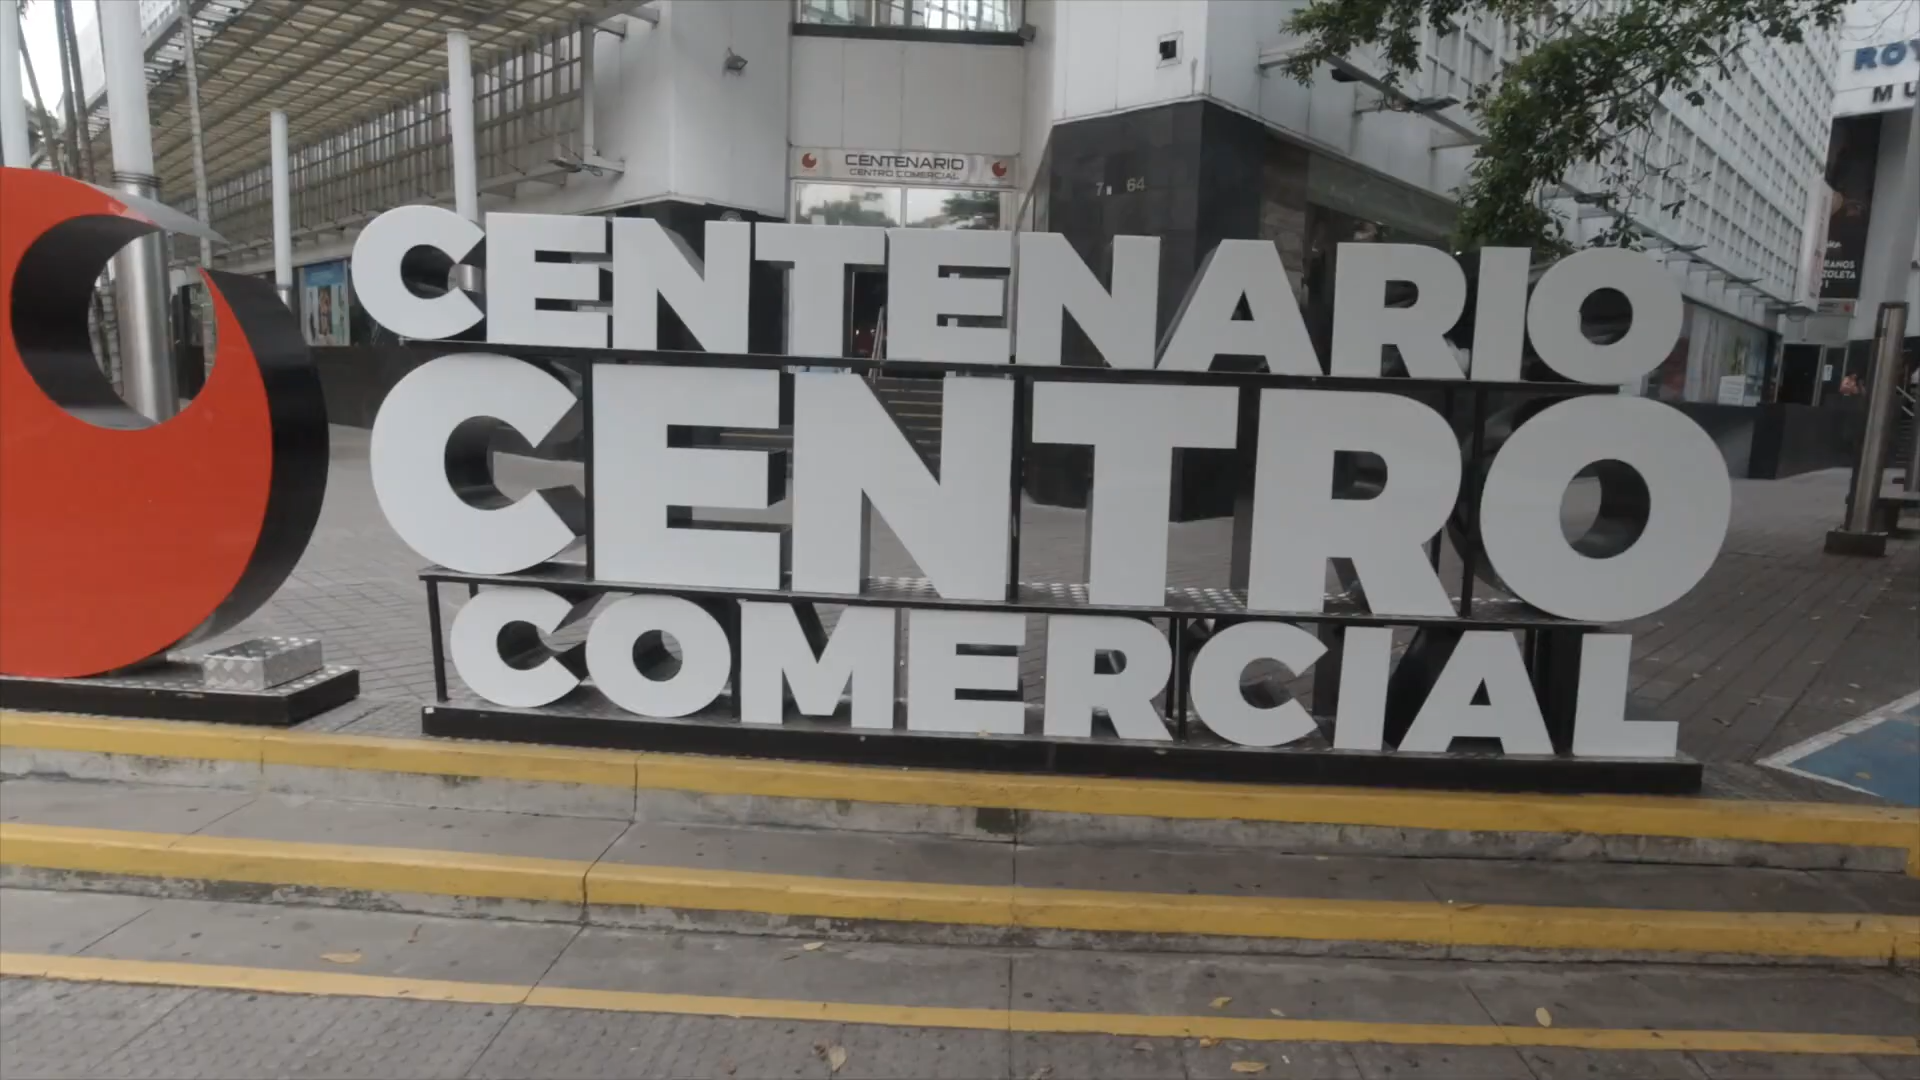 CENTENARIO
CENTRO COMERCIAL
7 64
CENTENARIO
CENTRO
COMERCIAL